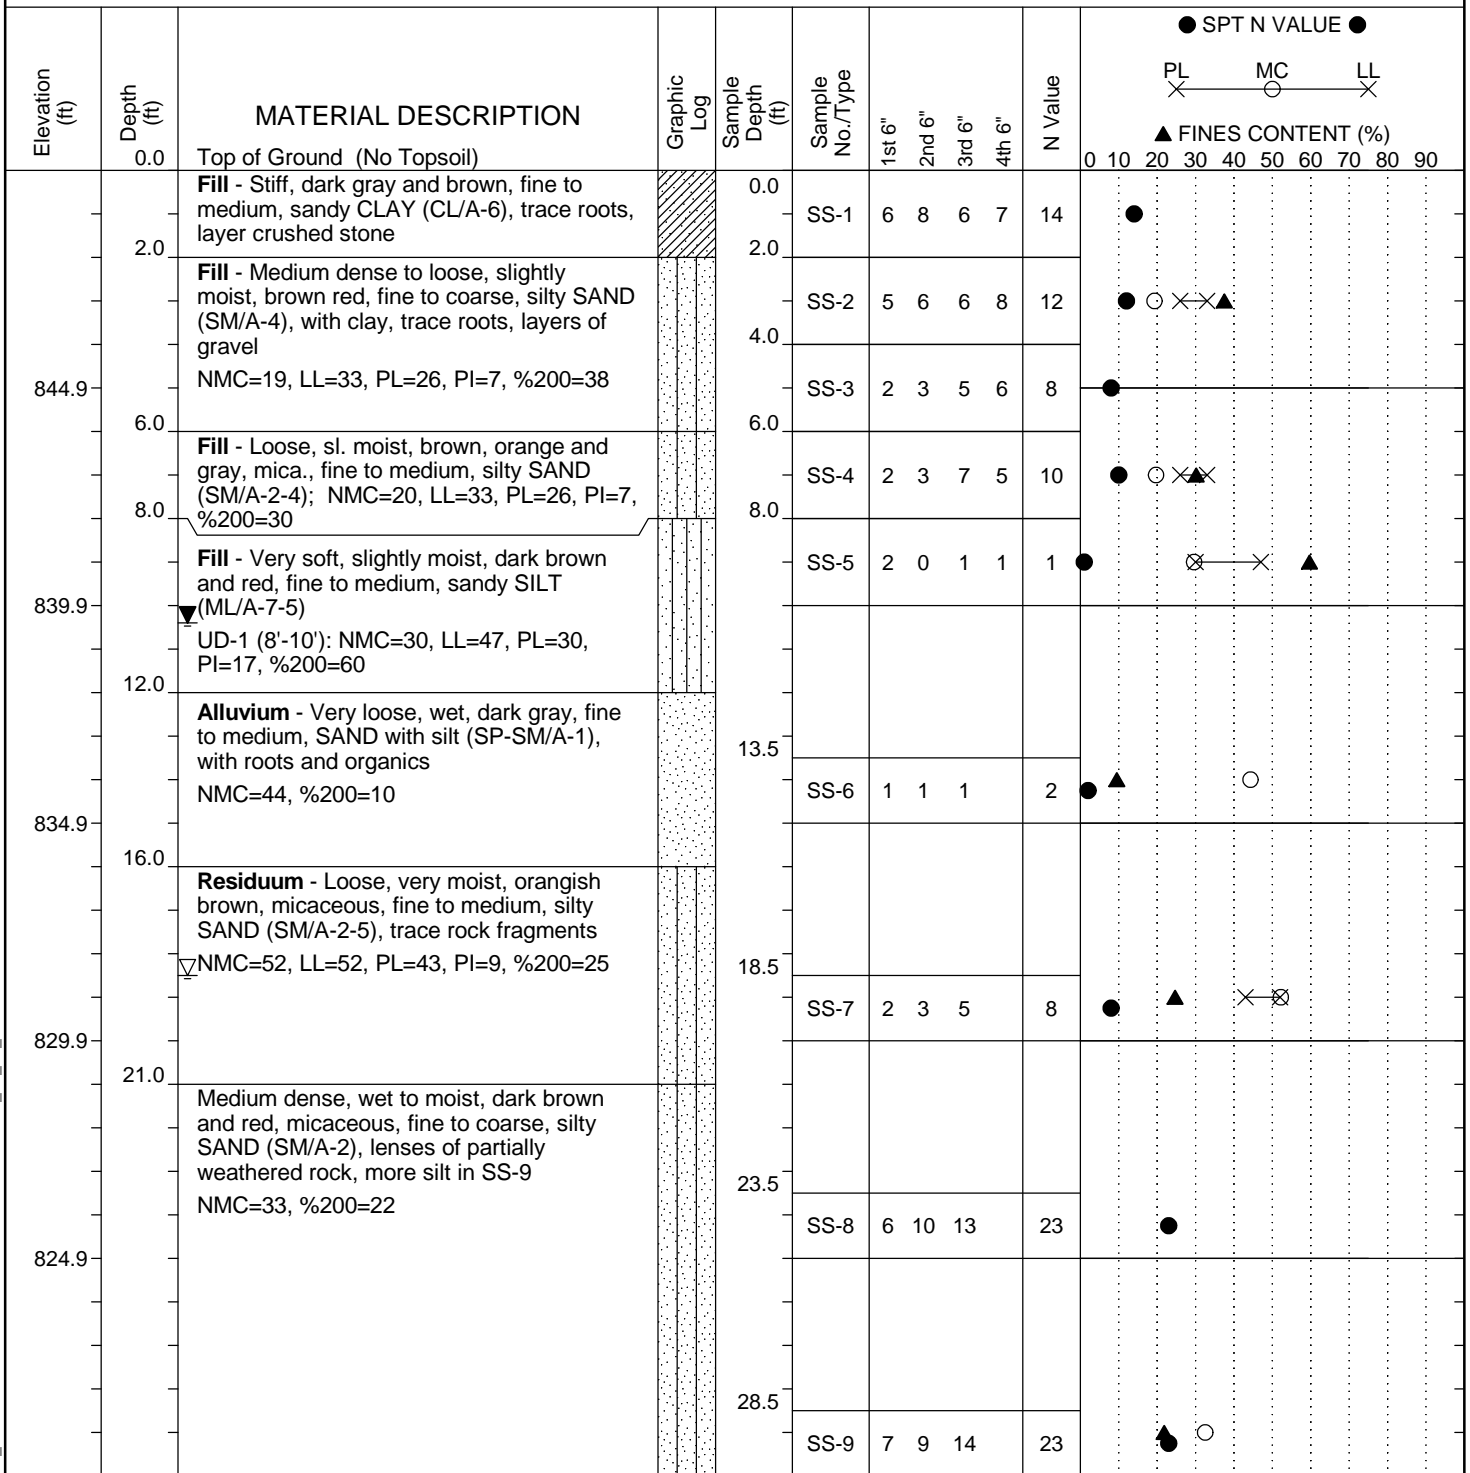 ● SPT N VALUE ●
PL MC LL
▲ FINES CONTENT (%)
0 10 20 30 40 50 60 70 80 90
Elevation (ft)
Depth (ft)
MATERIAL DESCRIPTION
Graphic Log
Sample Depth (ft)
Sample No./Type
1st 6"
2nd 6"
3rd 6"
4th 6"
N Value
0.0 Top of Ground (No Topsoil)
Fill - Stiff, dark gray and brown, fine to
medium, sandy CLAY (CL/A-6), trace roots,
layer crushed stone
0.0
SS-1 6 8 6 7 14
2.0
2.0
Fill - Medium dense to loose, slightly
moist, brown red, fine to coarse, silty SAND
(SM/A-4), with clay, trace roots, layers of
gravel
NMC=19, LL=33, PL=26, PI=7, %200=38
SS-2 5 6 6 8 12
4.0
844.9
SS-3 2 3 5 6 8
6.0
6.0
Fill - Loose, sl. moist, brown, orange and
gray, mica., fine to medium, silty SAND
(SM/A-2-4); NMC=20, LL=33, PL=26, PI=7,
%200=30
SS-4 2 3 7 5 10
8.0
8.0
Fill - Very soft, slightly moist, dark brown
and red, fine to medium, sandy SILT
(ML/A-7-5)
UD-1 (8'-10'): NMC=30, LL=47, PL=30,
PI=17, %200=60
SS-5 2 0 1 1 1
839.9
12.0
Alluvium - Very loose, wet, dark gray, fine
to medium, SAND with silt (SP-SM/A-1),
with roots and organics
NMC=44, %200=10
13.5
SS-6 1 1 1 2
834.9
16.0
Residuum - Loose, very moist, orangish
brown, micaceous, fine to medium, silty
SAND (SM/A-2-5), trace rock fragments
NMC=52, LL=52, PL=43, PI=9, %200=25
18.5
SS-7 2 3 5 8
829.9
21.0
Medium dense, wet to moist, dark brown
and red, micaceous, fine to coarse, silty
SAND (SM/A-2), lenses of partially
weathered rock, more silt in SS-9
NMC=33, %200=22
23.5
SS-8 6 10 13 23
824.9
28.5
SS-9 7 9 14 23